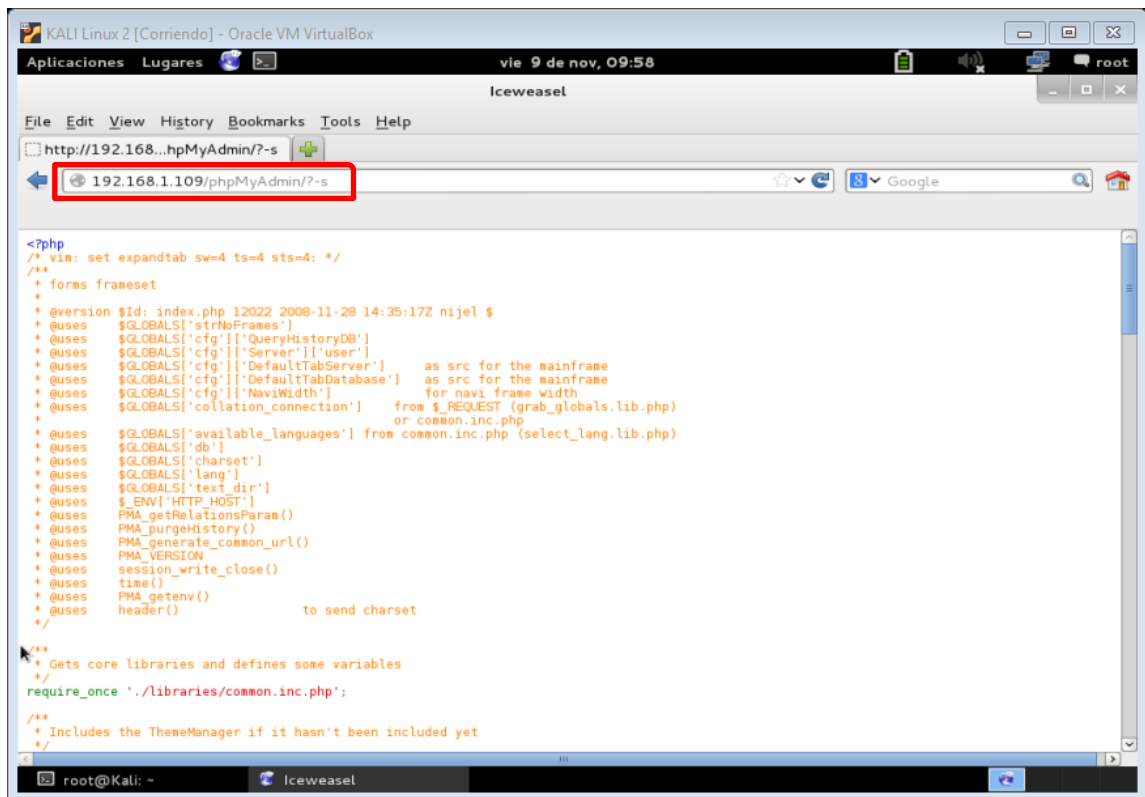 KALI Linux 2 [Corriendo] - Oracle VM VirtualBox
Aplicaciones Lugares vie 9 de nov, 09:58 root
Iceweasel
File Edit View History Bookmarks Tools Help
http://192.168...hpMyAdmin/?-s
192.168.1.109/phpMyAdmin/?-s Google
<?php
/* vim: set expandtab sw=4 ts=4 sts=4: */
/**
 * forms frameset
 *
 * @version $Id: index.php 12022 2008-11-28 14:35:17Z nijel $
 * @uses    $GLOBALS['strNoFrames']
 * @uses    $GLOBALS['cfg']['QueryHistoryDB']
 * @uses    $GLOBALS['cfg']['Server']['user']
 * @uses    $GLOBALS['cfg']['DefaultTabServer']     as src for the mainframe
 * @uses    $GLOBALS['cfg']['DefaultTabDatabase']   as src for the mainframe
 * @uses    $GLOBALS['cfg']['NaviWidth']            for navi frame width
 * @uses    $GLOBALS['collation_connection']    from $_REQUEST (grab_globals.lib.php)
 *                                              or common.inc.php
 * @uses    $GLOBALS['available_languages'] from common.inc.php (select_lang.lib.php)
 * @uses    $GLOBALS['db']
 * @uses    $GLOBALS['charset']
 * @uses    $GLOBALS['lang']
 * @uses    $GLOBALS['text_dir']
 * @uses    $_ENV['HTTP_HOST']
 * @uses    PMA_getRelationsParam()
 * @uses    PMA_purgeHistory()
 * @uses    PMA_generate_common_url()
 * @uses    PMA_VERSION
 * @uses    session_write_close()
 * @uses    time()
 * @uses    PMA_getenv()
 * @uses    header()                to send charset
 */
/**
 * Gets core libraries and defines some variables
 */
require_once './libraries/common.inc.php';
/**
 * Includes the ThemeManager if it hasn't been included yet
 */
root@Kali: ~ Iceweasel